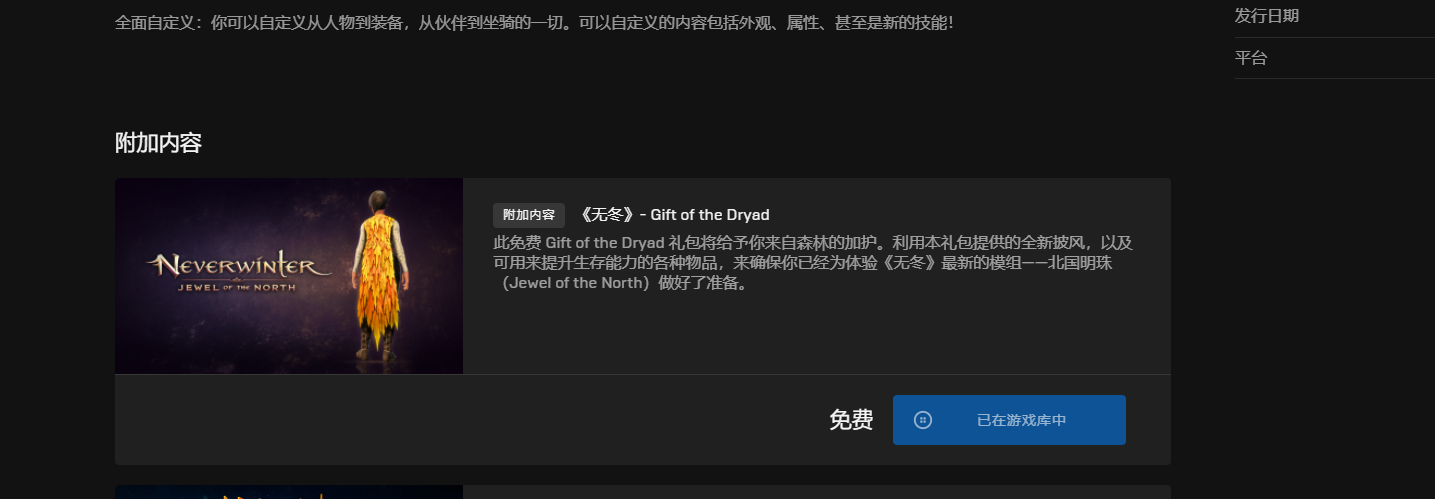 全面自定义：你可以自定义从人物到装备，从伙伴到坐骑的一切。可以自定义的内容包括外观、属性、甚至是新的技能！
发行日期
平台
附加内容
NEVERWINTER
JEWEL OF THE NORTH
附加内容 《无冬》- Gift of the Dryad
此免费 Gift of the Dryad 礼包将给予你来自森林的加护。利用本礼包提供的全新披风，以及
可用来提升生存能力的各种物品，来确保你已经为体验《无冬》最新的模组——北国明珠
（Jewel of the North）做好了准备。
免费 已在游戏库中